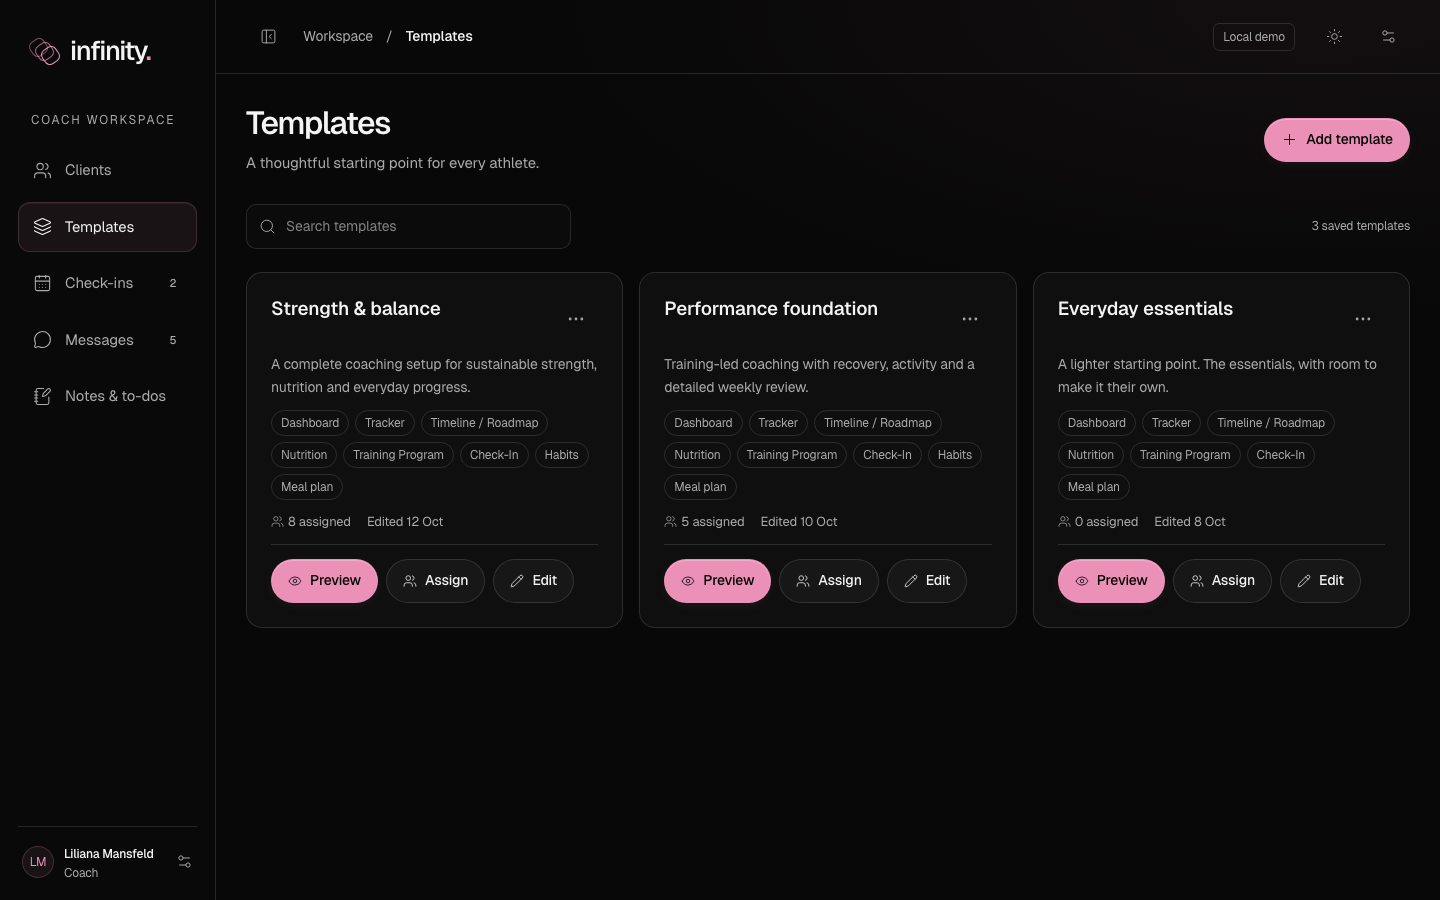 infinity.
COACH WORKSPACE
Clients
Templates
Check-ins 2
Messages 5
Notes & to-dos
LM
Liliana Mansfeld
Coach
Workspace / Templates
Local demo
Templates
A thoughtful starting point for every athlete.
Add template
Search templates
3 saved templates
Strength & balance
A complete coaching setup for sustainable strength,
nutrition and everyday progress.
Dashboard Tracker Timeline / Roadmap
Nutrition Training Program Check-In Habits
Meal plan
8 assigned Edited 12 Oct
Preview Assign Edit
Performance foundation
Training-led coaching with recovery, activity and a
detailed weekly review.
Dashboard Tracker Timeline / Roadmap
Nutrition Training Program Check-In Habits
Meal plan
5 assigned Edited 10 Oct
Preview Assign Edit
Everyday essentials
A lighter starting point. The essentials, with room to
make it their own.
Dashboard Tracker Timeline / Roadmap
Nutrition Training Program Check-In
Meal plan
0 assigned Edited 8 Oct
Preview Assign Edit